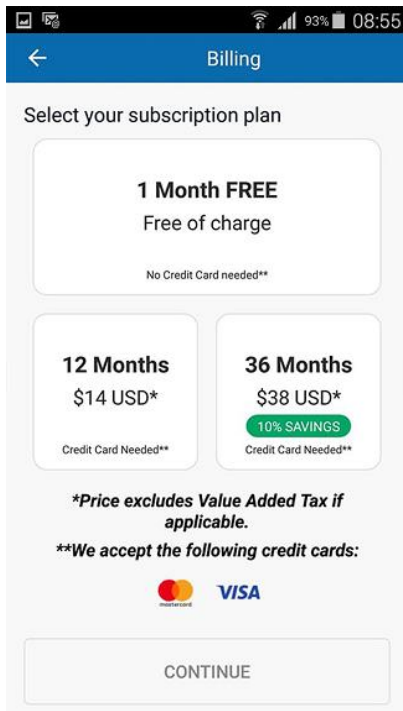 93% 08:55
Billing
Select your subscription plan
1 Month FREE
Free of charge
No Credit Card needed**
12 Months
$14 USD*
Credit Card Needed**
36 Months
$38 USD*
10% SAVINGS
Credit Card Needed**
*Price excludes Value Added Tax if
applicable.
**We accept the following credit cards:
mastercard
VISA
CONTINUE